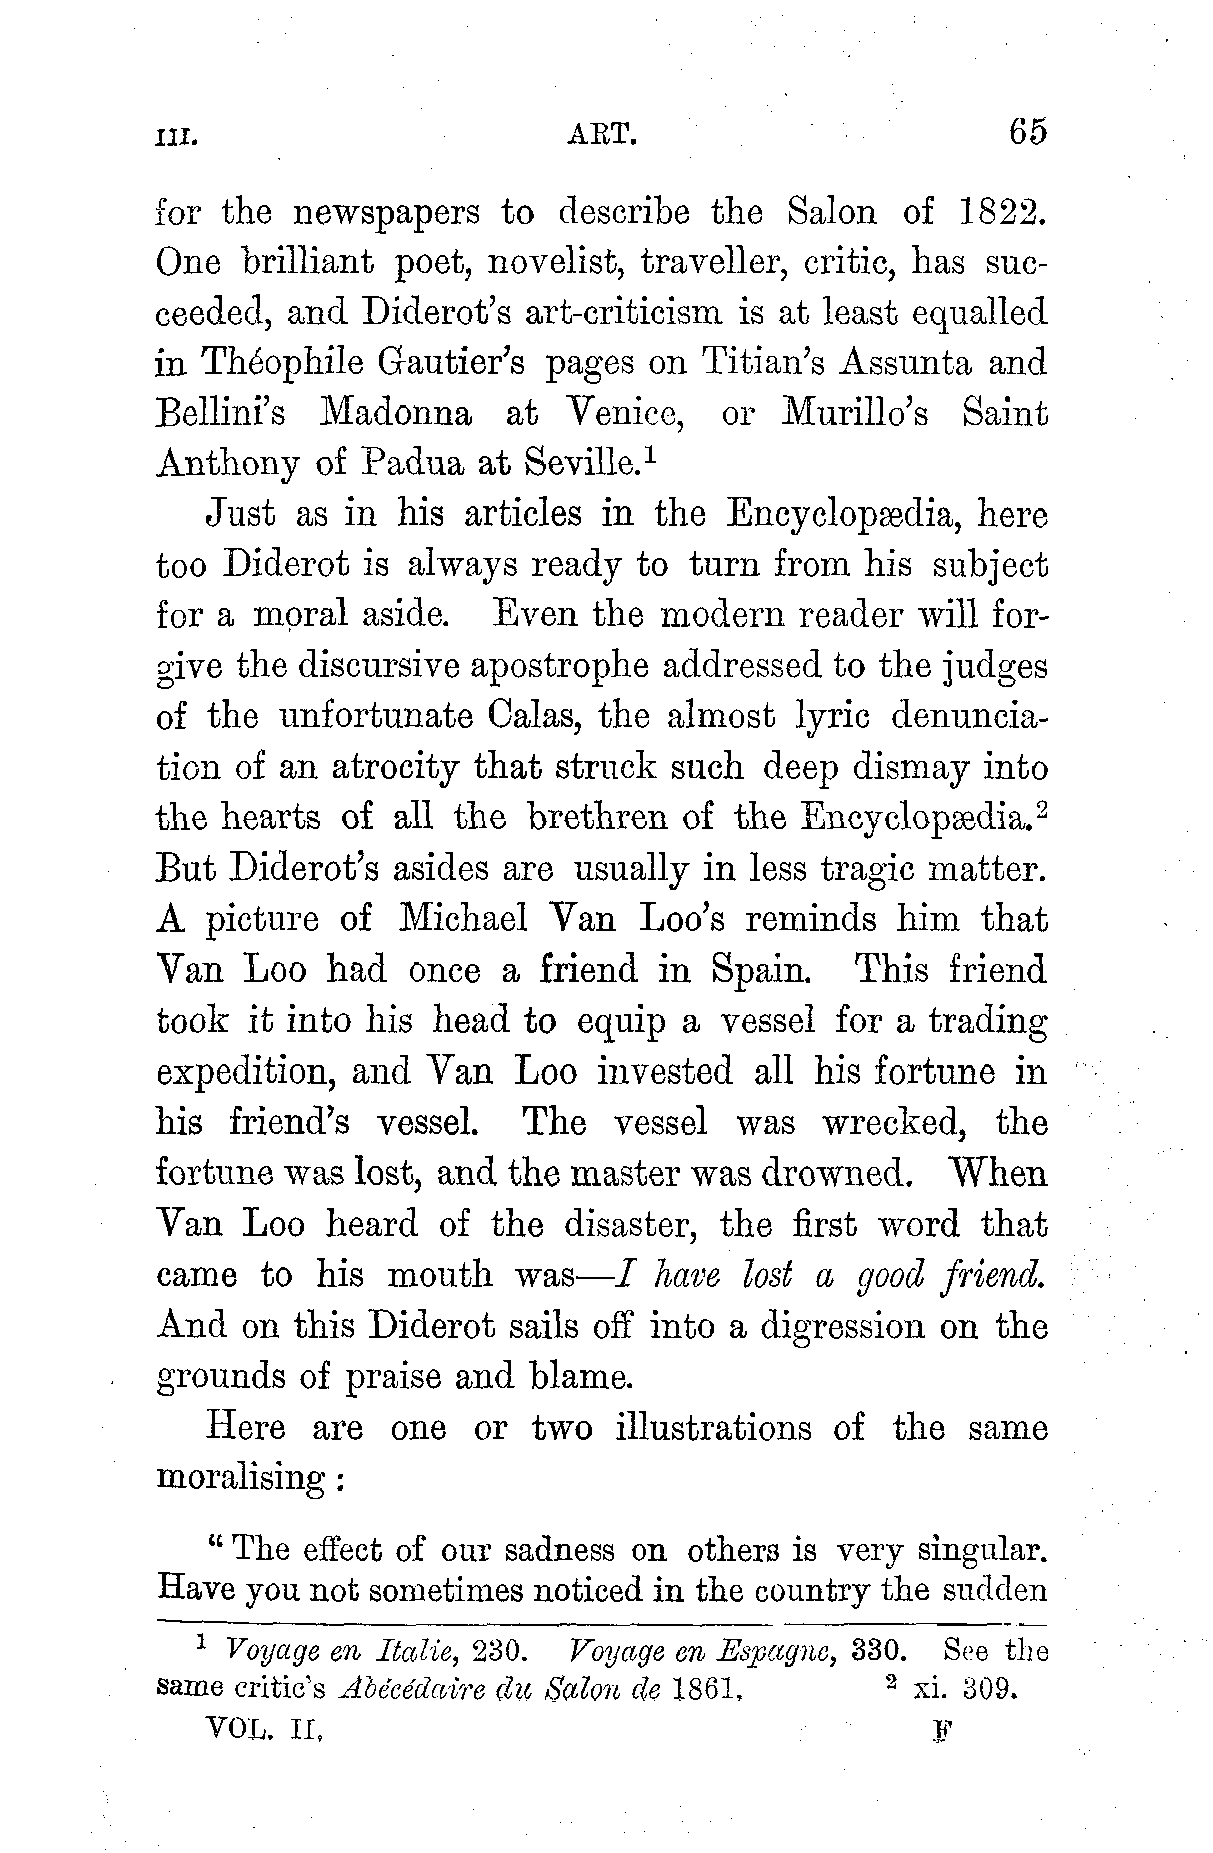 III. ART. 65
for the newspapers to describe the Salon of 1822.
One brilliant poet, novelist, traveller, critic, has suc-
ceeded, and Diderot's art-criticism is at least equalled
in Théophile Gautier's pages on Titian's Assunta and
Bellini's Madonna at Venice, or Murillo's Saint
Anthony of Padua at Seville.¹
Just as in his articles in the Encyclopædia, here
too Diderot is always ready to turn from his subject
for a moral aside. Even the modern reader will for-
give the discursive apostrophe addressed to the judges
of the unfortunate Calas, the almost lyric denuncia-
tion of an atrocity that struck such deep dismay into
the hearts of all the brethren of the Encyclopædia.²
But Diderot's asides are usually in less tragic matter.
A picture of Michael Van Loo's reminds him that
Van Loo had once a friend in Spain. This friend
took it into his head to equip a vessel for a trading
expedition, and Van Loo invested all his fortune in
his friend's vessel. The vessel was wrecked, the
fortune was lost, and the master was drowned. When
Van Loo heard of the disaster, the first word that
came to his mouth was—I have lost a good friend.
And on this Diderot sails off into a digression on the
grounds of praise and blame.
Here are one or two illustrations of the same
moralising :
“ The effect of our sadness on others is very singular.
Have you not sometimes noticed in the country the sudden
¹ Voyage en Italie, 230. Voyage en Espagne, 330. See the
same critic's Abécédaire du Salon de 1861. ² xi. 309.
VOL. II. F